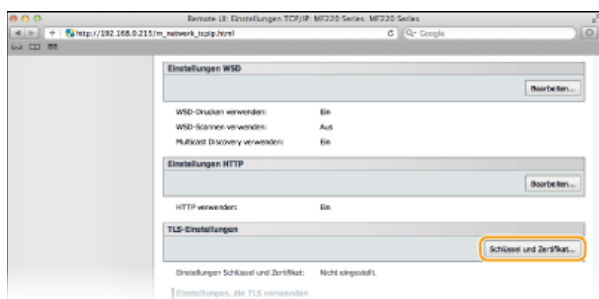 Remote UI: Einstellungen TCP/IP: MF220 Series: MF220 Series
http://192.168.0.215/m_network_tcpip.html
Google
Einstellungen WSD
Bearbeiten...
WSD-Drucken verwenden: Ein
WSD-Scannen verwenden: Aus
Multicast Discovery verwenden: Ein
Einstellungen HTTP
Bearbeiten...
HTTP verwenden: Ein
TLS-Einstellungen
Schlüssel und Zertifikat...
Einstellungen Schlüssel und Zertifikat: Nicht eingestellt.
Einstellungen, die TLS verwenden